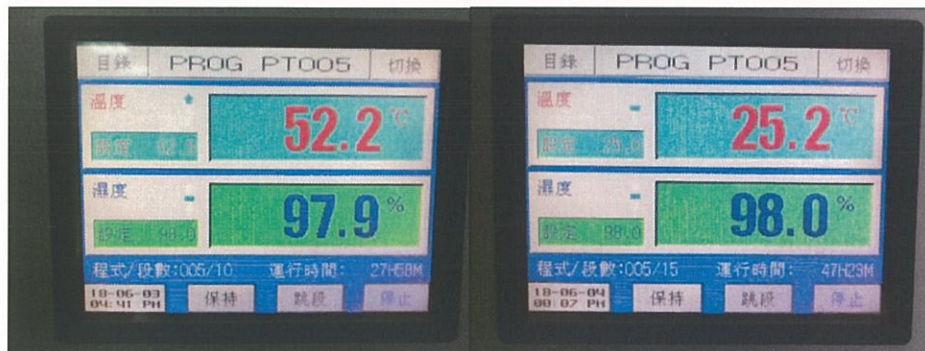 目錄 PROG PT005 切換
溫度
52.2 ℃
設定
濕度
97.9 %
設定 98.0
程式/段數:005/10 運行時間: 27H58M
18-06-03
04:41 PM
保持 跳段 停止
目錄 PROG PT005 切換
溫度
25.2 ℃
設定 25.0
濕度
98.0 %
設定 98.0
程式/段數:005/15 運行時間: 47H29M
18-06-04
00:07 PM
保持 跳段 停止